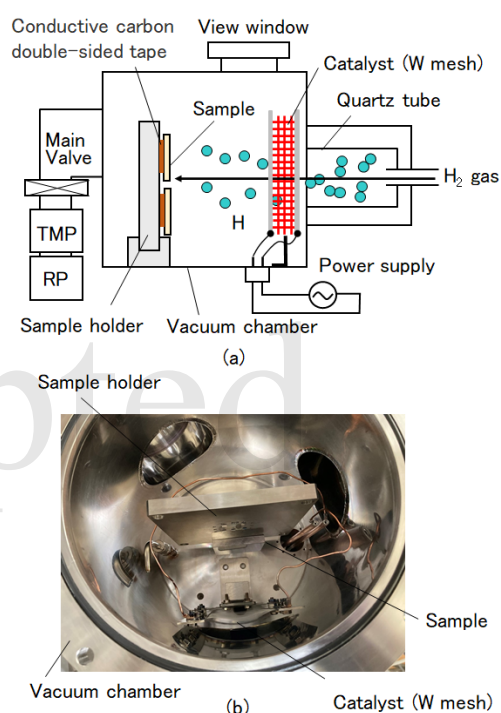 Conductive carbon
double-sided tape
View window
Catalyst (W mesh)
Sample
Quartz tube
Main
Valve
H₂ gas
TMP
H
RP
Power supply
Sample holder
Vacuum chamber
(a)
pted
Sample holder
Sample
Vacuum chamber
(b)
Catalyst (W mesh)